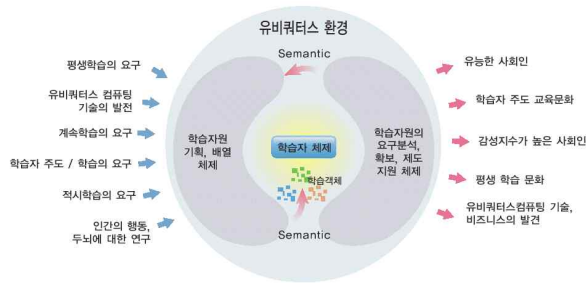 유비쿼터스 환경
Semantic
평생학습의 요구
유비쿼터스 컴퓨팅
기술의 발전
계속학습의 요구
학습자 주도 / 학습의 요구
적시학습의 요구
인간의 행동,
두뇌에 대한 연구
학습자원
기획, 배열
체제
학습자 체제
학습객체
학습자원의
요구분석,
확보, 제도
지원 체제
Semantic
유능한 사회인
학습자 주도 교육문화
감성지수가 높은 사회인
평생 학습 문화
유비쿼터스컴퓨팅 기술,
비즈니스의 발견